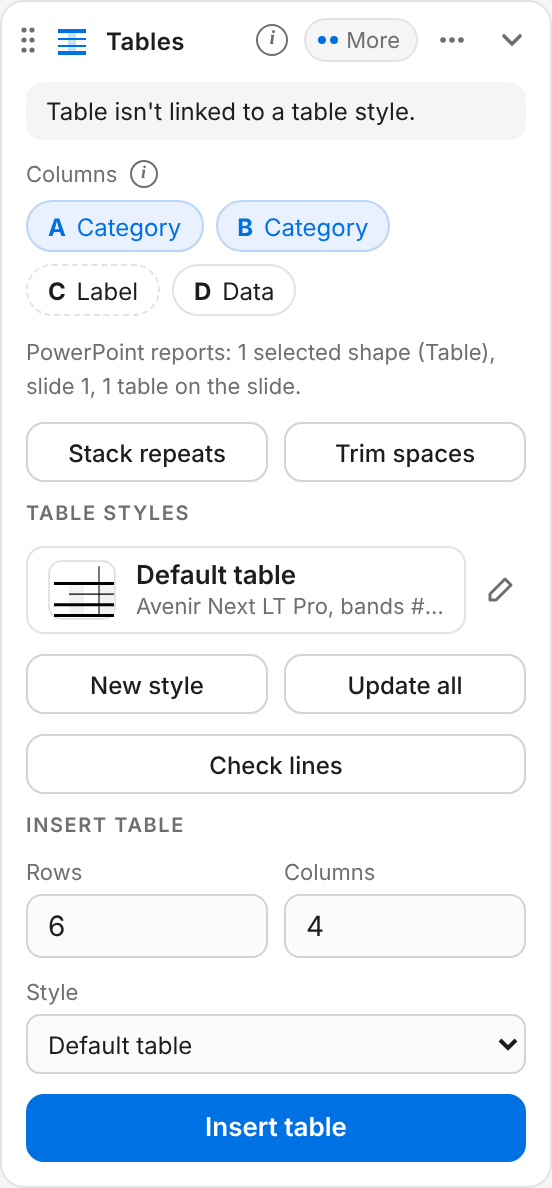 Tables
i
More
Table isn't linked to a table style.
Columns i
A Category B Category
C Label D Data
PowerPoint reports: 1 selected shape (Table),
slide 1, 1 table on the slide.
Stack repeats Trim spaces
TABLE STYLES
Default table
Avenir Next LT Pro, bands #...
New style Update all
Check lines
INSERT TABLE
Rows Columns
6 4
Style
Default table
Insert table